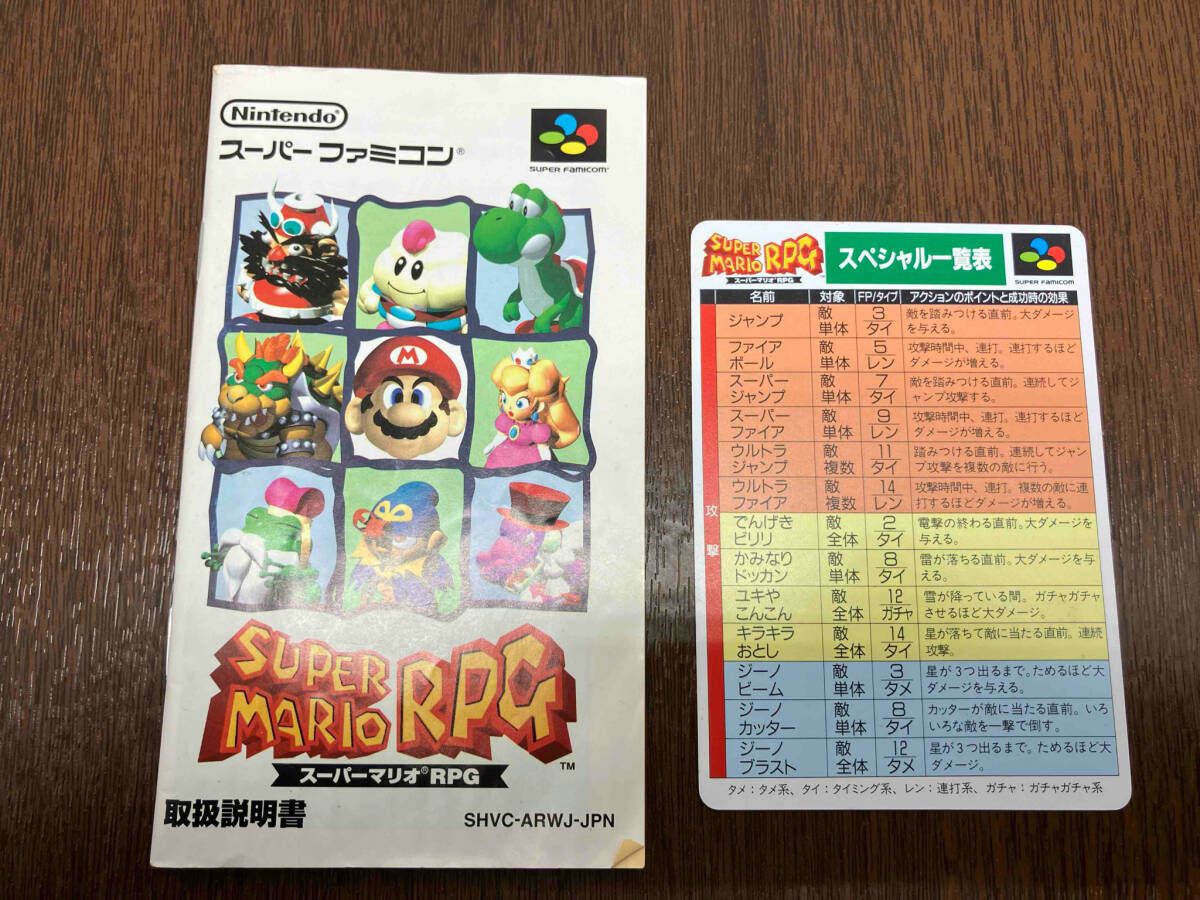 Nintendo®
スーパーファミコン®
SUPER FAMICOM™
M
SUPER
MARIO RPG™
スーパーマリオ®RPG
取扱説明書
SHVC-ARWJ-JPN
SUPER
MARIO RPG
スーパーマリオ®RPG
スペシャル一覧表
SUPER FAMICOM
名前 対象 FP/タイプ アクションのポイントと成功時の効果
攻撃
ジャンプ 敵単体 3/タイ 敵を踏みつける直前。大ダメージ
を与える。
ファイア 敵 5 攻撃時間中、連打。連打するほど
ボール 単体 レン ダメージが増える。
スーパー 敵 7 敵を踏みつける直前。連続してジ
ジャンプ 単体 タイ ャンプ攻撃する。
スーパー 敵 9 攻撃時間中、連打。連打するほど
ファイア 単体 レン ダメージが増える。
ウルトラ 敵 11 踏みつける直前。連続してジャン
ジャンプ 複数 タイ プ攻撃を複数の敵に行う。
ウルトラ 敵 14 攻撃時間中、連打。複数の敵に連
ファイア 複数 レン 打するほどダメージが増える。
でんげき 敵 2 電撃の終わる直前。大ダメージを
ビリリ 全体 タイ 与える。
かみなり 敵 8 雷が落ちる直前。大ダメージを与
ドッカン 単体 タイ える。
ユキや 敵 12 雪が降っている間。ガチャガチャ
こんこん 全体 ガチャ させるほど大ダメージ。
キラキラ 敵 14 星が落ちて敵に当たる直前。連続
おとし 全体 タイ 攻撃。
ジーノ 敵 3 星が3つ出るまで。ためるほど大
ビーム 単体 タメ ダメージを与える。
ジーノ 敵 8 カッターが敵に当たる直前。いろ
カッター 単体 タイ いろな敵を一撃で倒す。
ジーノ 敵 12 星が3つ出るまで。ためるほど大
ブラスト 全体 タメ ダメージ。
タメ:タメ系、タイ:タイミング系、レン:連打系、ガチャ:ガチャガチャ系